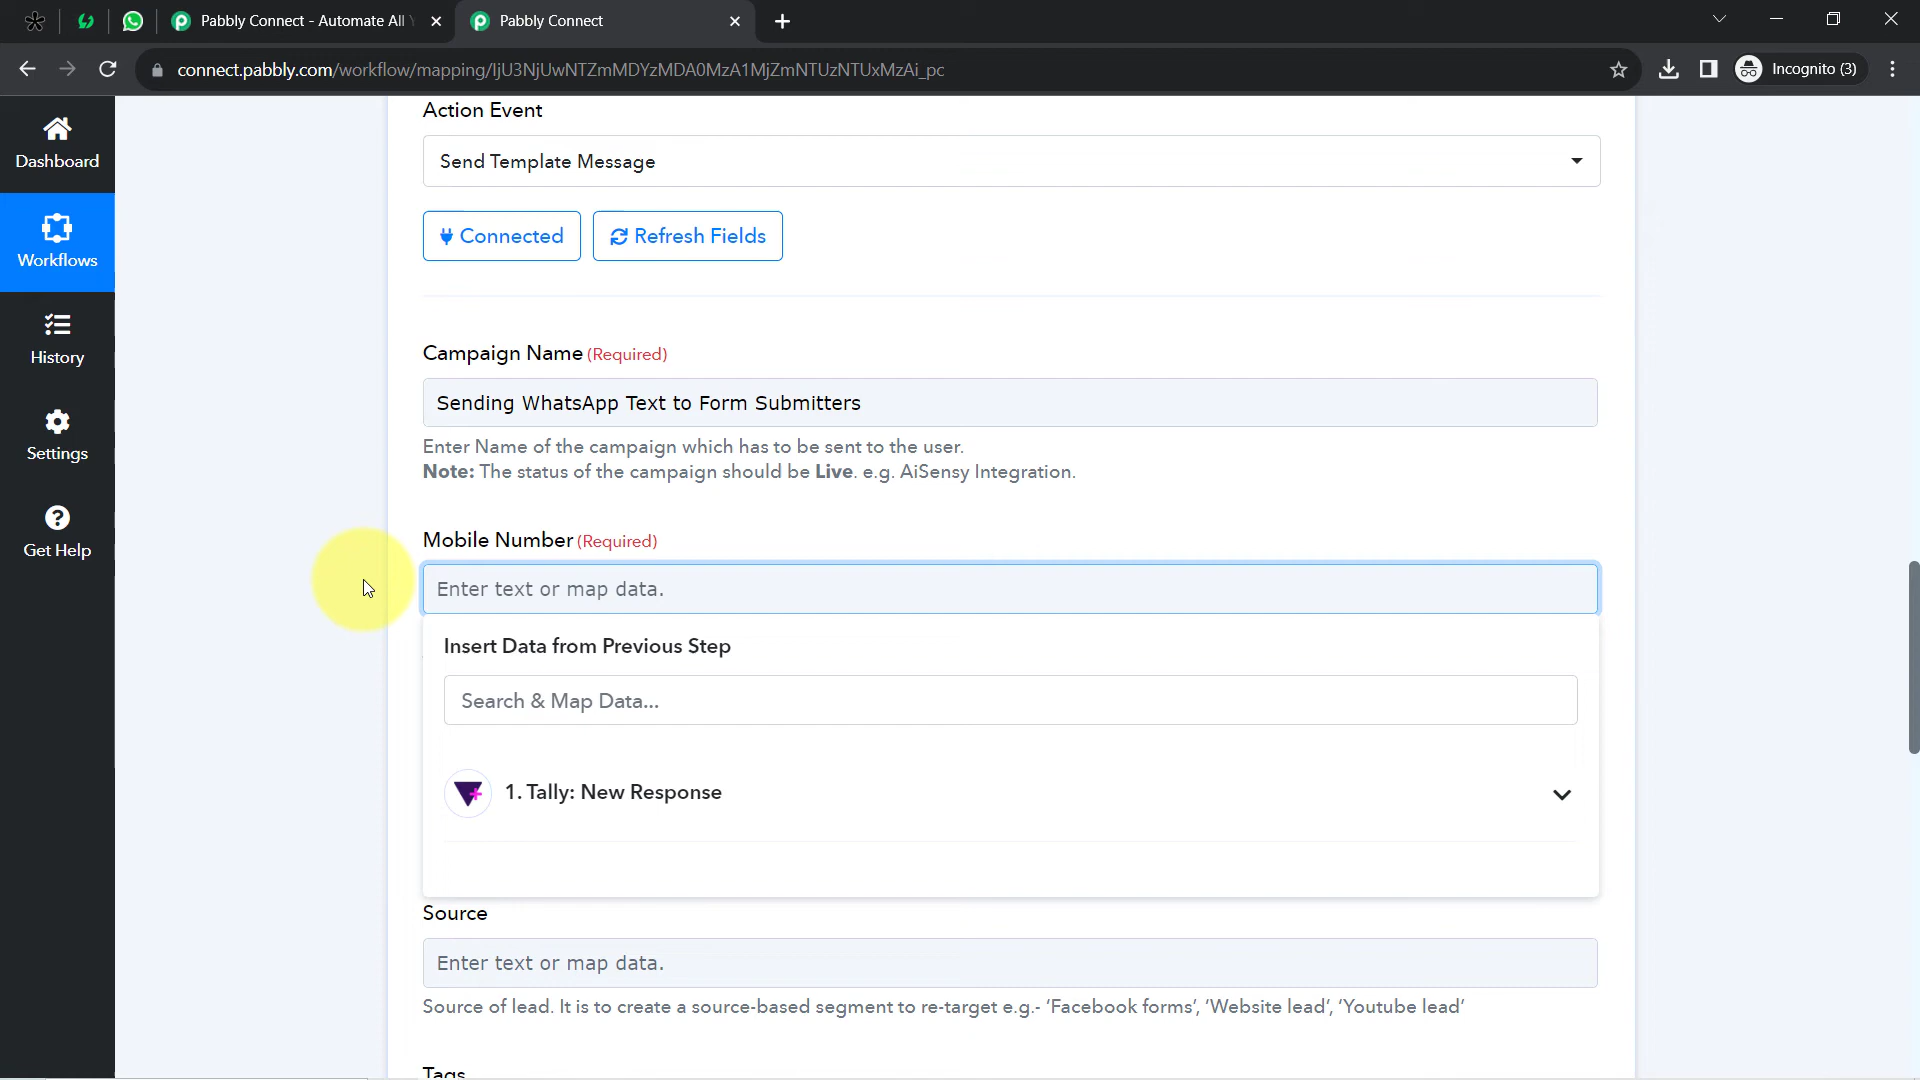 Pabbly Connect - Automate All
Pabbly Connect
connect.pabbly.com/workflow/mapping/IjU3NjUwNTZmMDYzMDA0MzA1MjZmNTUzNTUxMzAi_pc
Incognito (3)
Dashboard
Workflows
History
Settings
Get Help
Action Event
Send Template Message
Connected
Refresh Fields
Campaign Name (Required)
Sending WhatsApp Text to Form Submitters
Enter Name of the campaign which has to be sent to the user.
Note: The status of the campaign should be Live. e.g. AiSensy Integration.
Mobile Number (Required)
Enter text or map data.
Insert Data from Previous Step
Search & Map Data...
1. Tally: New Response
Source
Enter text or map data.
Source of lead. It is to create a source-based segment to re-target e.g.- ‘Facebook forms’, ‘Website lead’, ‘Youtube lead’
Tags